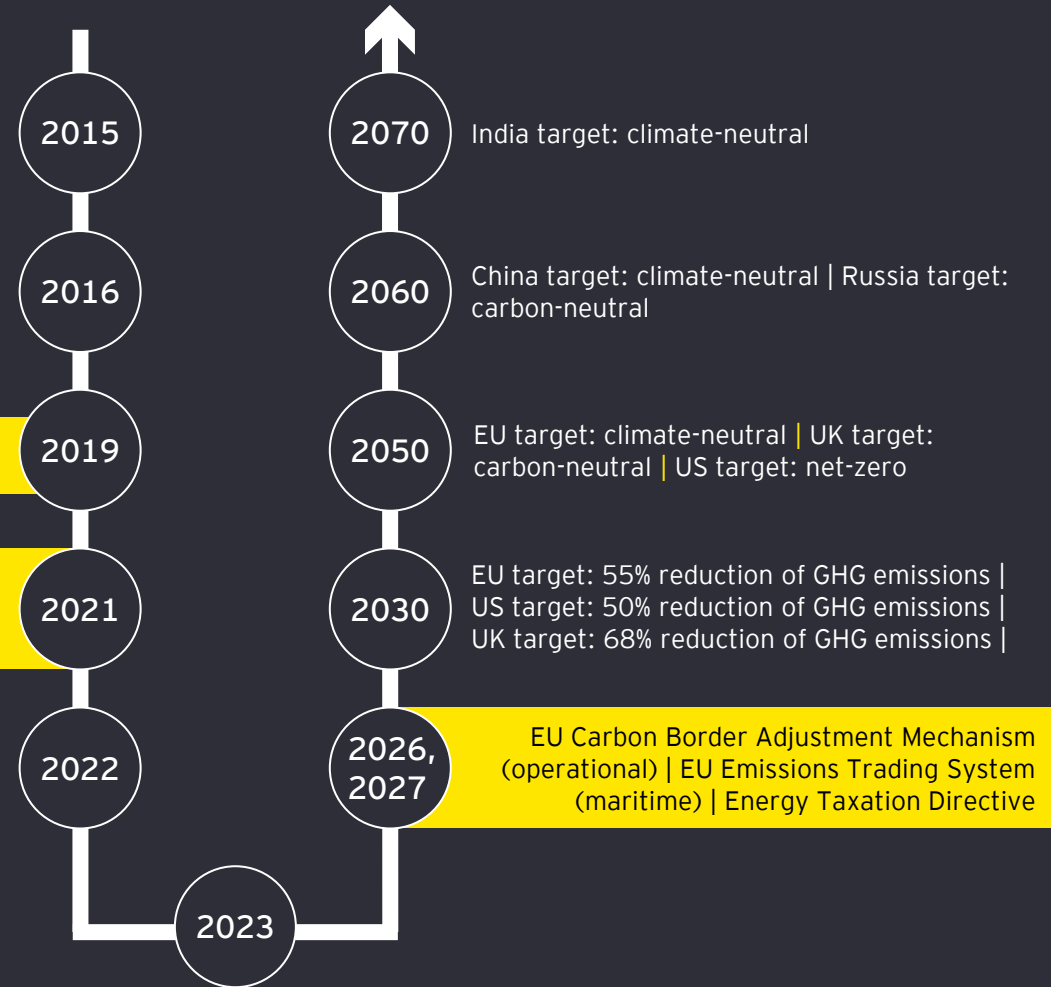 2015
2070
India target: climate-neutral
2016
2060
China target: climate-neutral | Russia target:
carbon-neutral
2019
2050
EU target: climate-neutral | UK target:
carbon-neutral | US target: net-zero
2021
2030
EU target: 55% reduction of GHG emissions |
US target: 50% reduction of GHG emissions |
UK target: 68% reduction of GHG emissions |
2022
2026,
2027
EU Carbon Border Adjustment Mechanism
(operational) | EU Emissions Trading System
(maritime) | Energy Taxation Directive
2023